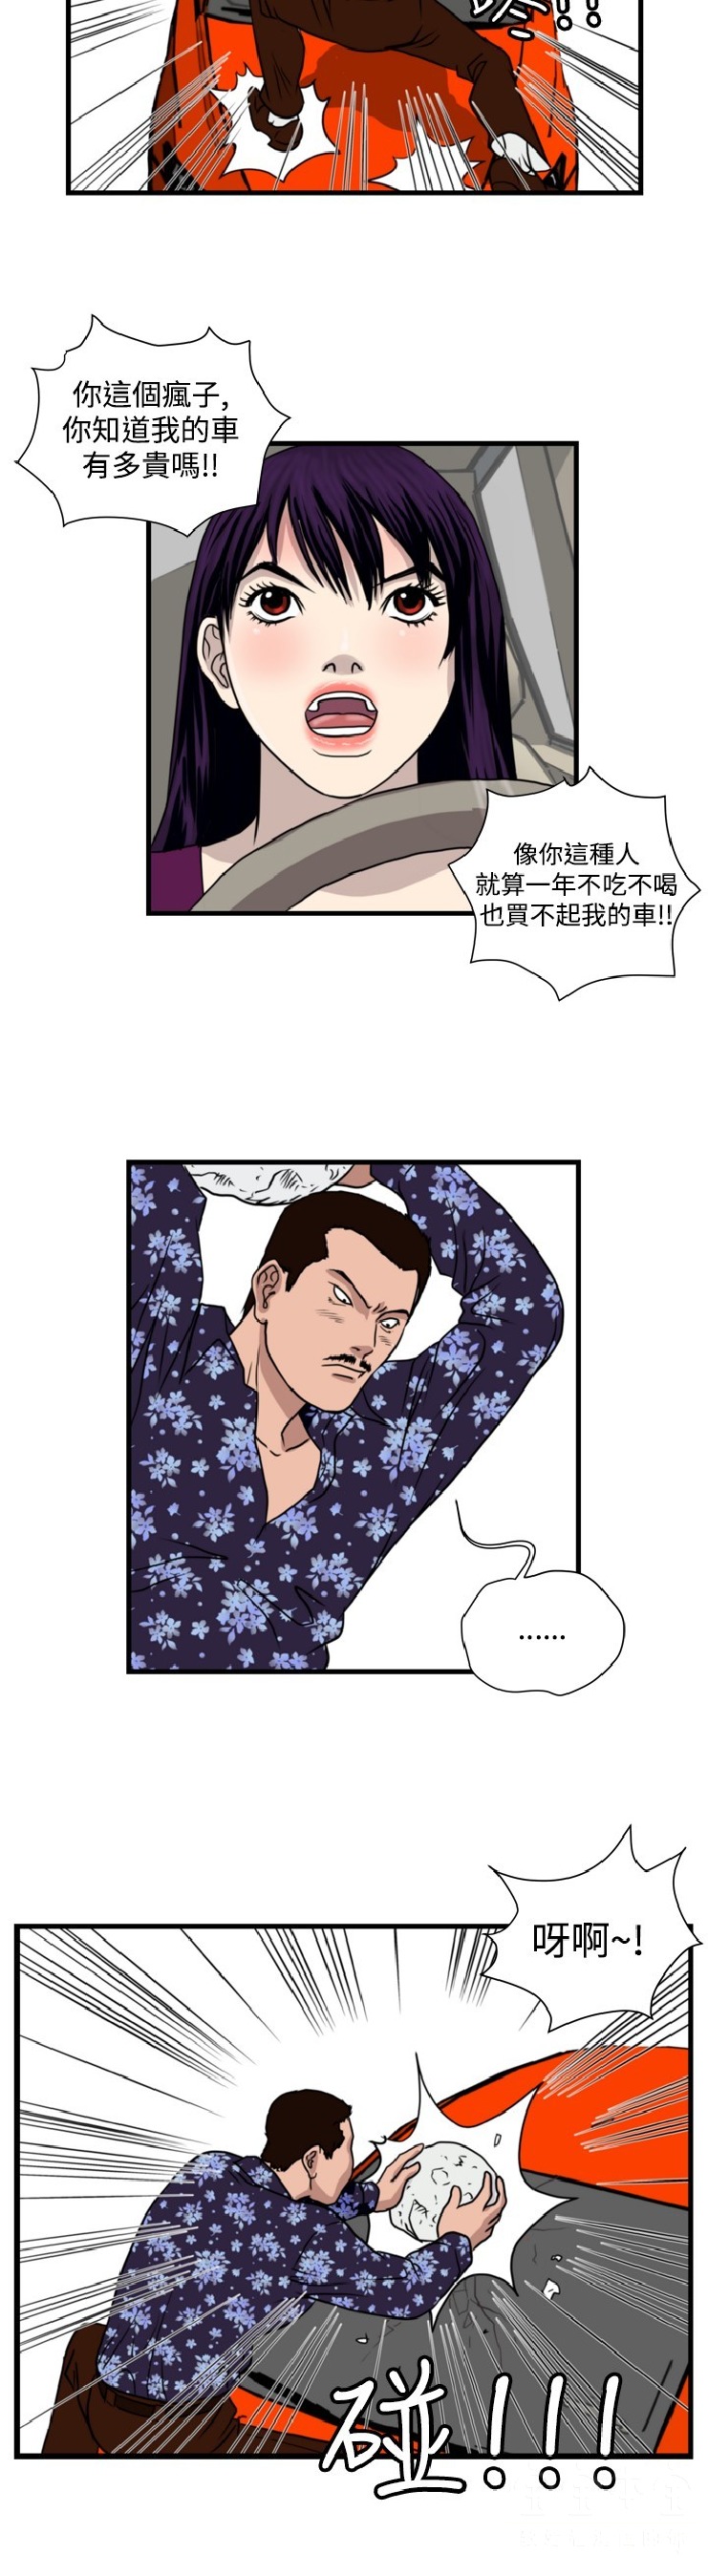 !!
你這個瘋子,
你知道我的車
有多貴嗎!!
像你這種人
就算一年不吃不喝
也買不起我的車!!
......
呀啊~!
碰!!!